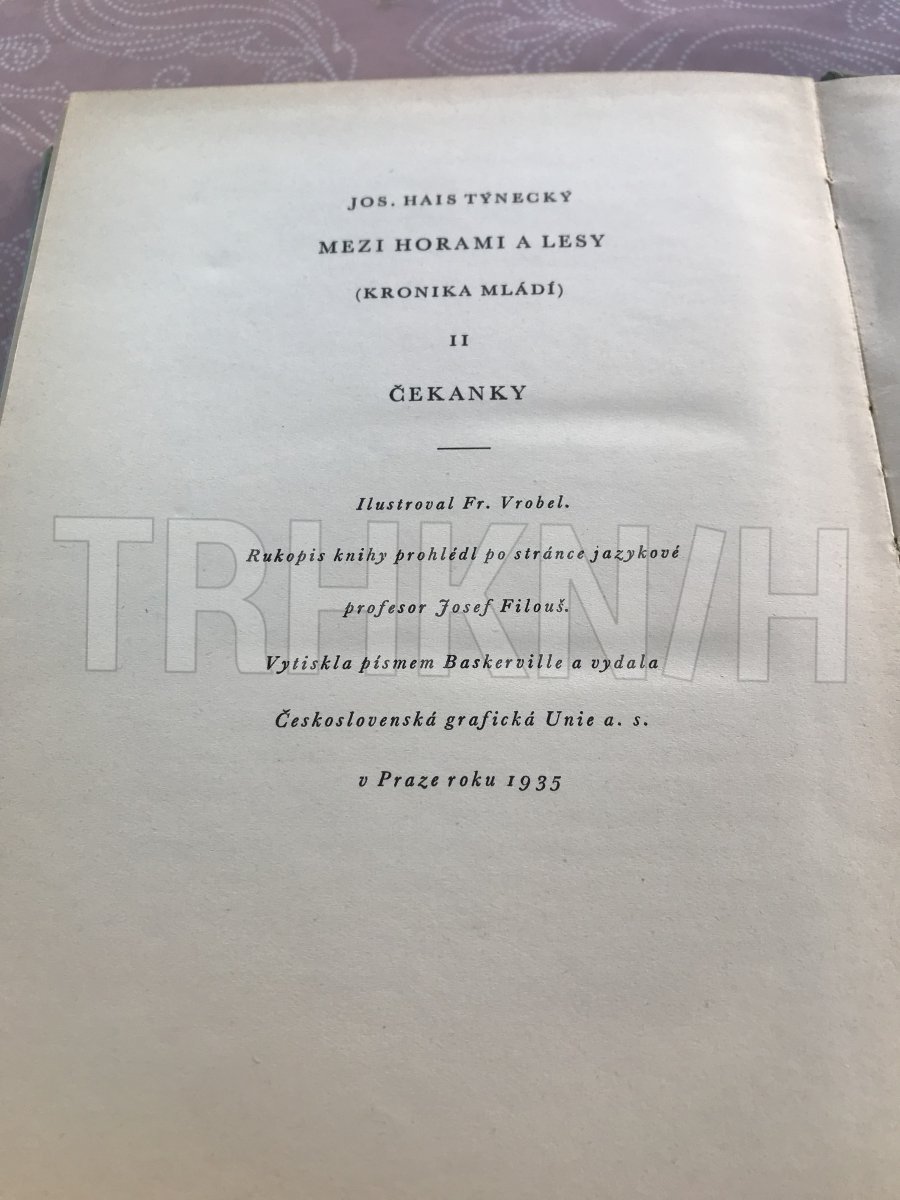 JOS. HAIS TÝNECKÝ
MEZI HORAMI A LESY
(KRONIKA MLÁDÍ)
II
ČEKANKY
Ilustroval Fr. Vrobel.
Rukopis knihy prohlédl po stránce jazykové
profesor Josef Filouš.
Vytiskla písmem Baskerville a vydala
Československá grafická Unie a. s.
v Praze roku 1935
TRHKN/H